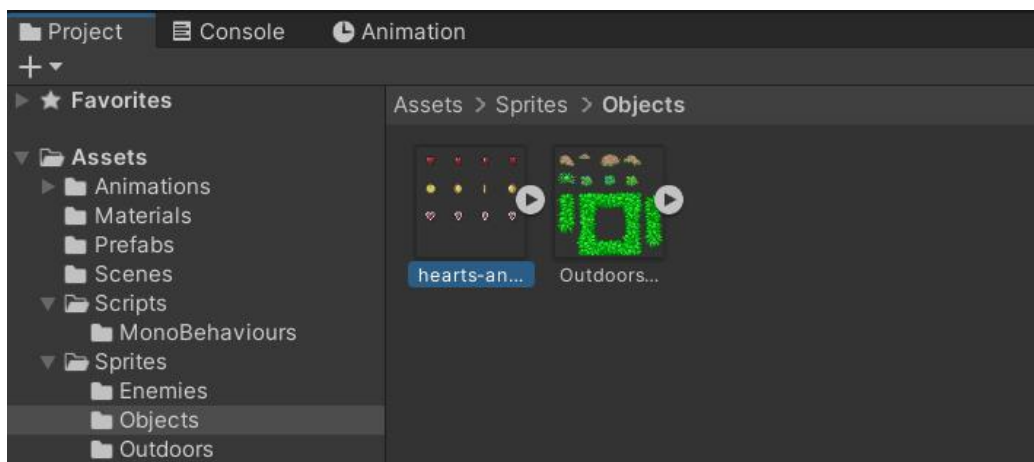 Project Console Animation
Favorites Assets > Sprites > Objects
Assets
Animations
Materials
Prefabs
Scenes
Scripts
MonoBehaviours
Sprites
Enemies
Objects
Outdoors
hearts-an... Outdoors...